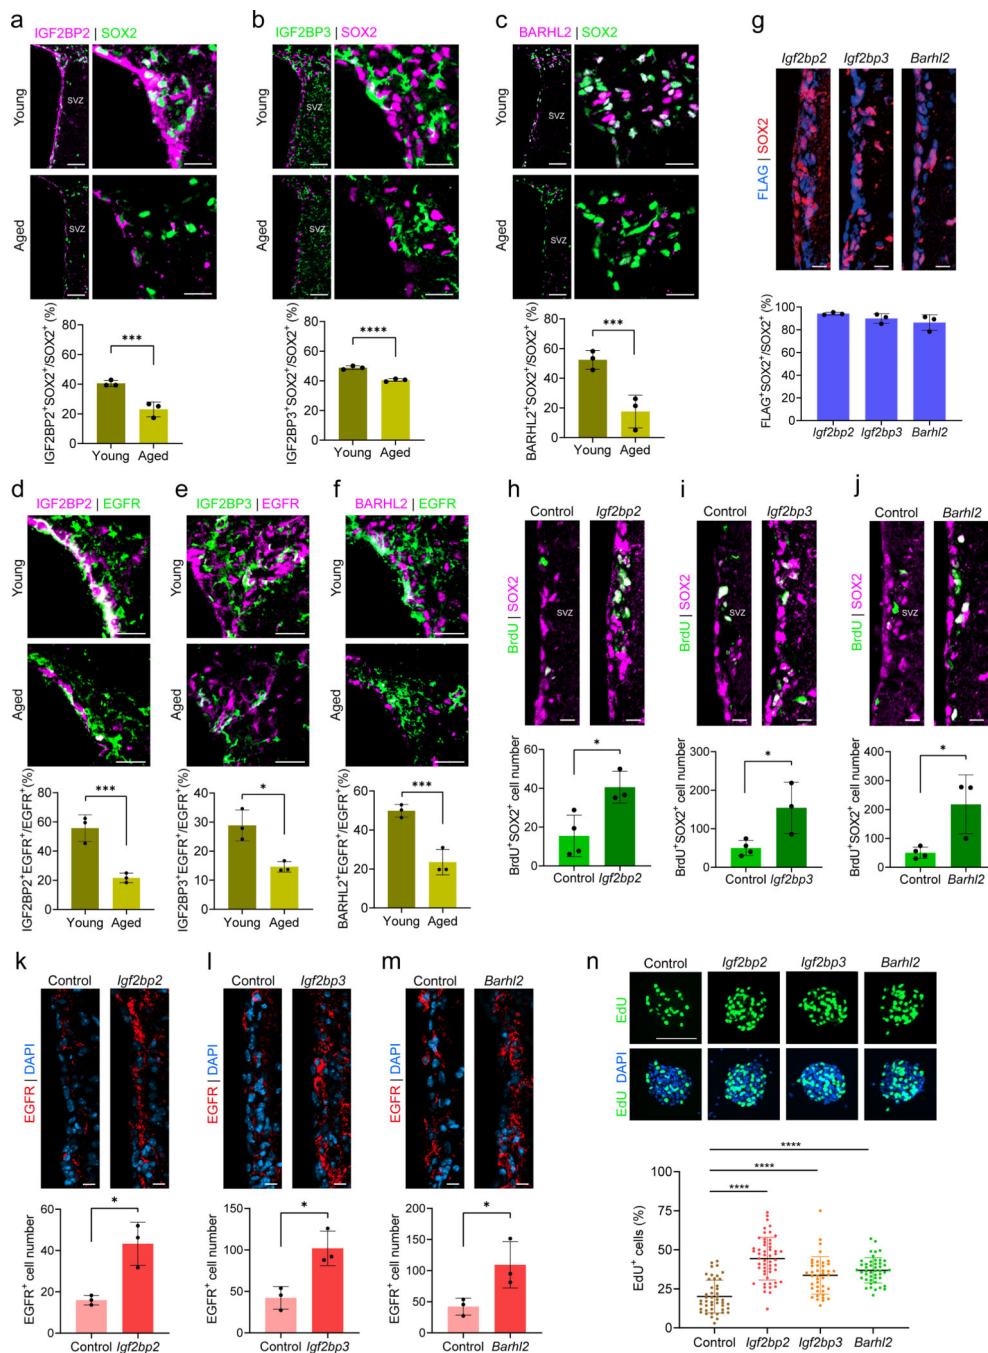 a
IGF2BP2 | SOX2
Young
SVZ
Aged
SVZ
IGF2BP2⁺SOX2⁺/SOX2⁺ (%)
80
60
40
20
0
***
Young Aged
b
IGF2BP3 | SOX2
Young
SVZ
Aged
SVZ
IGF2BP3⁺SOX2⁺/SOX2⁺ (%)
80
60
40
20
0
****
Young Aged
c
BARHL2 | SOX2
Young
SVZ
Aged
SVZ
BARHL2⁺SOX2⁺/SOX2⁺ (%)
80
60
40
20
0
***
Young Aged
g
Igf2bp2 Igf2bp3 Barhl2
FLAG | SOX2
FLAG⁺SOX2⁺/SOX2⁺ (%)
100
80
60
40
20
0
Igf2bp2 Igf2bp3 Barhl2
d
IGF2BP2 | EGFR
Young
Aged
IGF2BP2⁺EGFR⁺/EGFR⁺(%)
80
60
40
20
0
***
Young Aged
e
IGF2BP3 | EGFR
Young
Aged
IGF2BP3⁺EGFR⁺/EGFR⁺(%)
40
30
20
10
0
*
Young Aged
f
BARHL2 | EGFR
Young
Aged
BARHL2⁺EGFR⁺/EGFR⁺(%)
60
40
20
0
***
Young Aged
h
Control Igf2bp2
BrdU | SOX2
SVZ
BrdU⁺SOX2⁺ cell number
60
40
20
0
*
Control Igf2bp2
i
Control Igf2bp3
BrdU | SOX2
SVZ
BrdU⁺SOX2⁺ cell number
300
200
150
100
50
0
*
Control Igf2bp3
j
Control Barhl2
BrdU | SOX2
SVZ
BrdU⁺SOX2⁺ cell number
400
300
200
100
0
*
Control Barhl2
k
Control Igf2bp2
EGFR | DAPI
EGFR⁺ cell number
60
40
20
0
*
Control Igf2bp2
l
Control Igf2bp3
EGFR | DAPI
EGFR⁺ cell number
150
100
50
0
*
Control Igf2bp3
m
Control Barhl2
EGFR | DAPI
EGFR⁺ cell number
200
150
100
50
0
*
Control Barhl2
n
Control Igf2bp2 Igf2bp3 Barhl2
EdU
EdU DAPI
EdU⁺ cells (%)
100
75
50
25
0
****
****
****
Control Igf2bp2 Igf2bp3 Barhl2